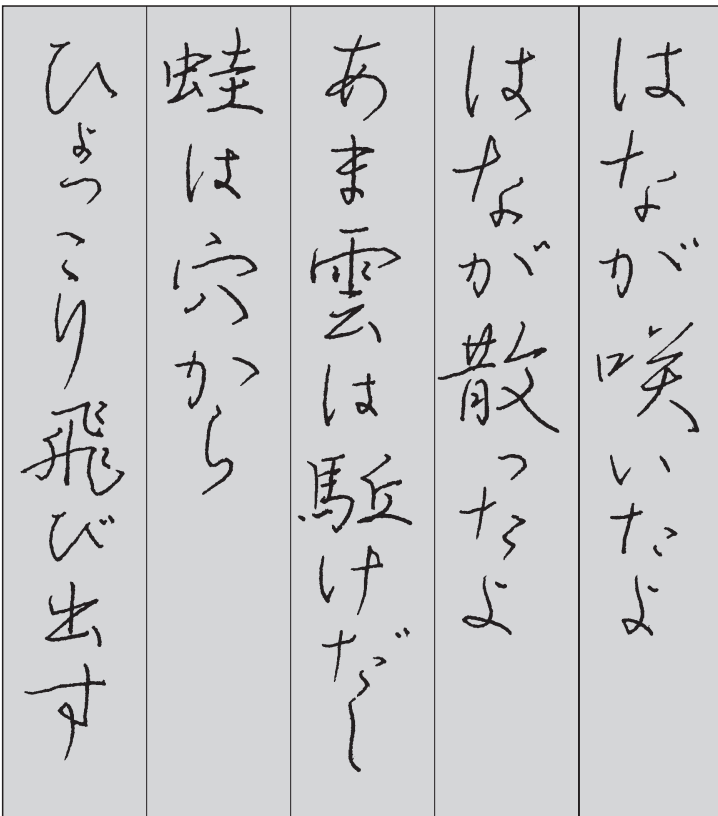 はなが咲いたよ
はなが散ったよ
あま雲は駈けだし
蛙は穴から
ひょっこり飛び出す